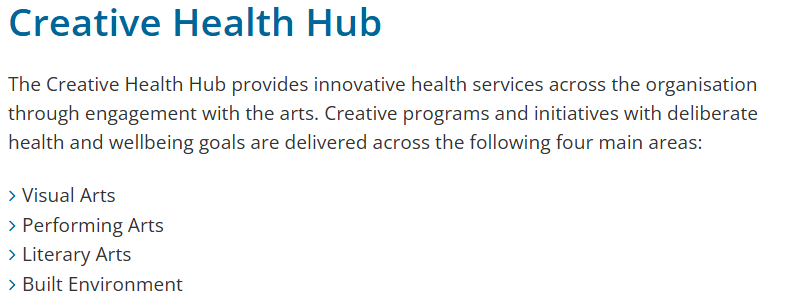 Creative Health Hub
The Creative Health Hub provides innovative health services across the organisation
through engagement with the arts. Creative programs and initiatives with deliberate
health and wellbeing goals are delivered across the following four main areas:
> Visual Arts
> Performing Arts
> Literary Arts
> Built Environment